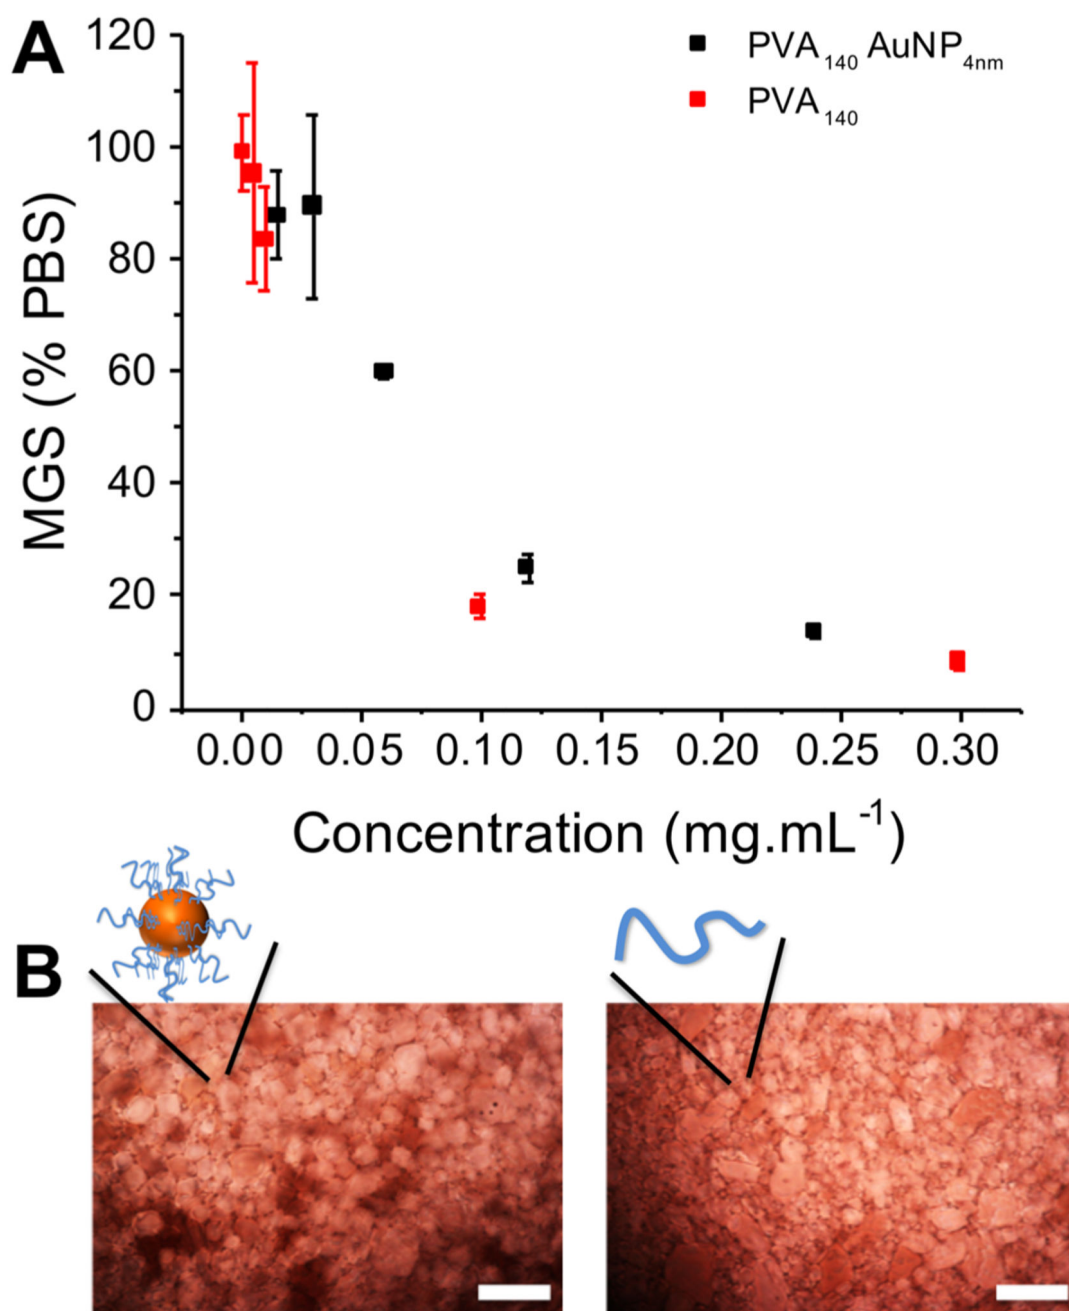 A
120
100
80
60
40
20
0
MGS (% PBS)
PVA₁₄₀ AuNP₄ₙₘ
PVA₁₄₀
0.00 0.05 0.10 0.15 0.20 0.25 0.30
Concentration (mg.mL⁻¹)
B